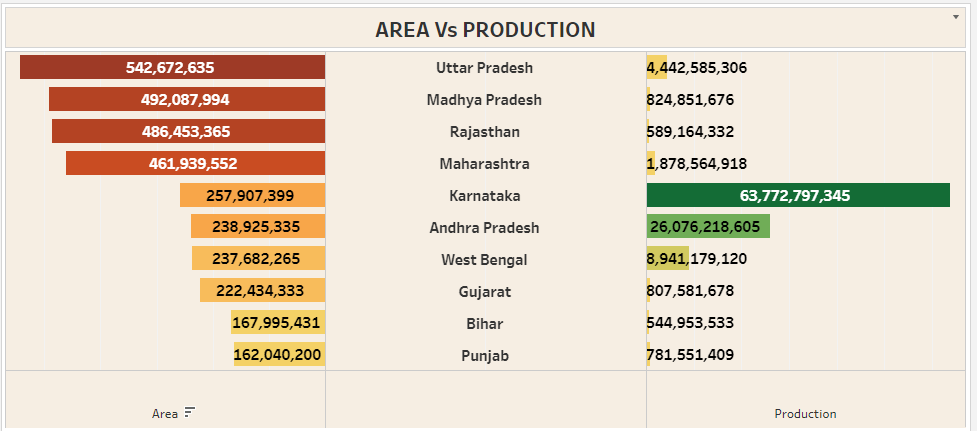 AREA Vs PRODUCTION
542,672,635 Uttar Pradesh 4,442,585,306
492,087,994 Madhya Pradesh 824,851,676
486,453,365 Rajasthan 589,164,332
461,939,552 Maharashtra 1,878,564,918
257,907,399 Karnataka 63,772,797,345
238,925,335 Andhra Pradesh 26,076,218,605
237,682,265 West Bengal 8,941,179,120
222,434,333 Gujarat 807,581,678
167,995,431 Bihar 544,953,533
162,040,200 Punjab 781,551,409
Area Production